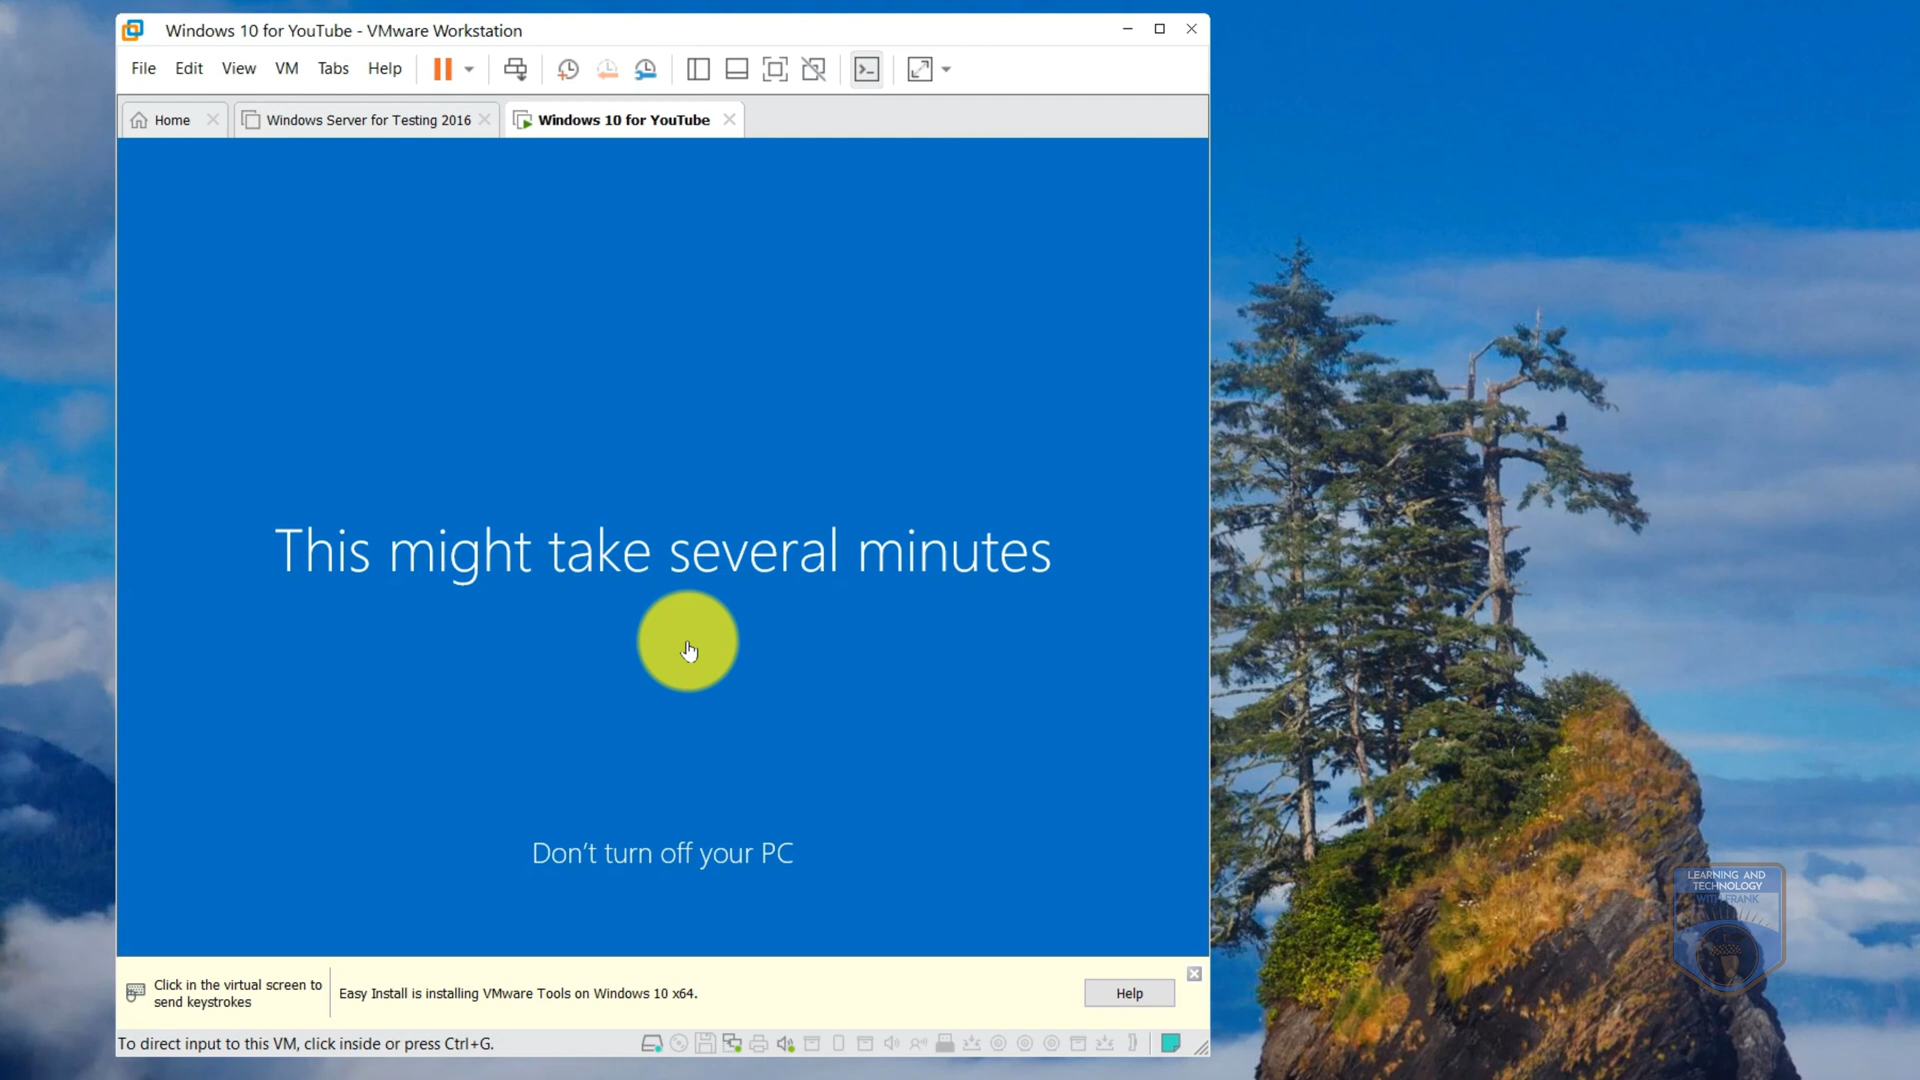 Windows 10 for YouTube - VMware Workstation
File Edit View VM Tabs Help
Home Windows Server for Testing 2016 Windows 10 for YouTube
This might take several minutes
Don't turn off your PC
Click in the virtual screen to
send keystrokes
Easy Install is installing VMware Tools on Windows 10 x64.
Help
To direct input to this VM, click inside or press Ctrl+G.
LEARNING AND
TECHNOLOGY
WITH FRANK